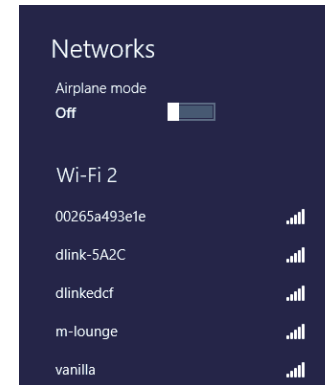 Networks
Airplane mode
Off
Wi-Fi 2
00265a493e1e
dlink-5A2C
dlinkedcf
m-lounge
vanilla